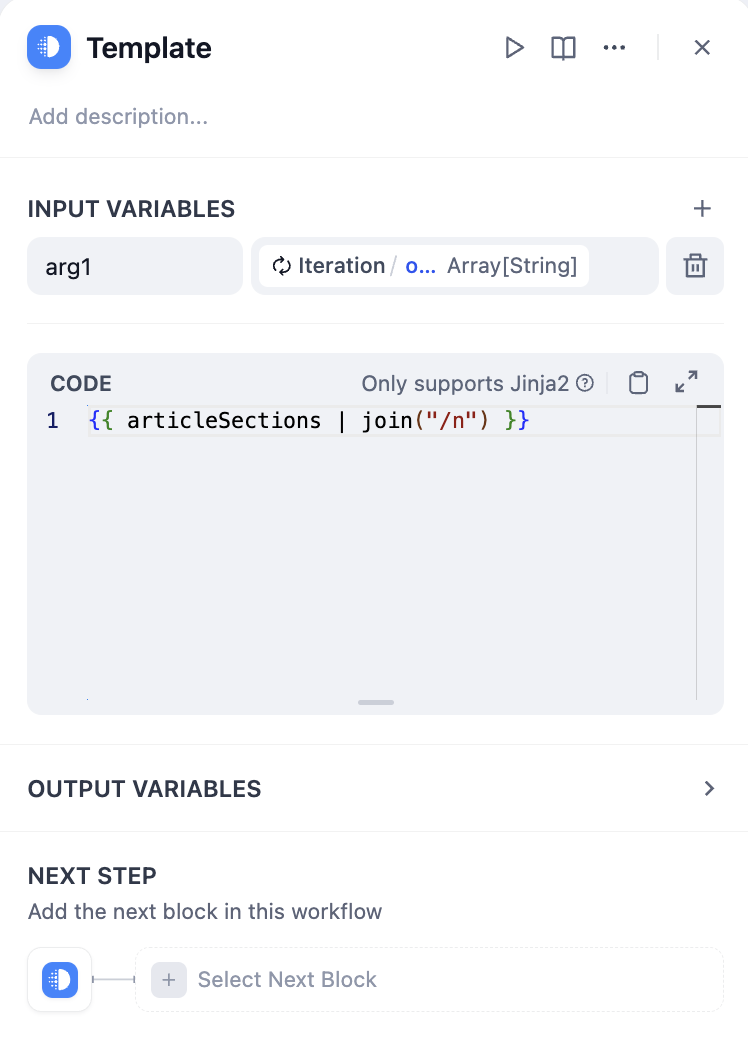 Template
Add description...
INPUT VARIABLES
arg1
Iteration / o... Array[String]
CODE
Only supports Jinja2
1 {{ articleSections | join("/n") }}
OUTPUT VARIABLES
NEXT STEP
Add the next block in this workflow
Select Next Block